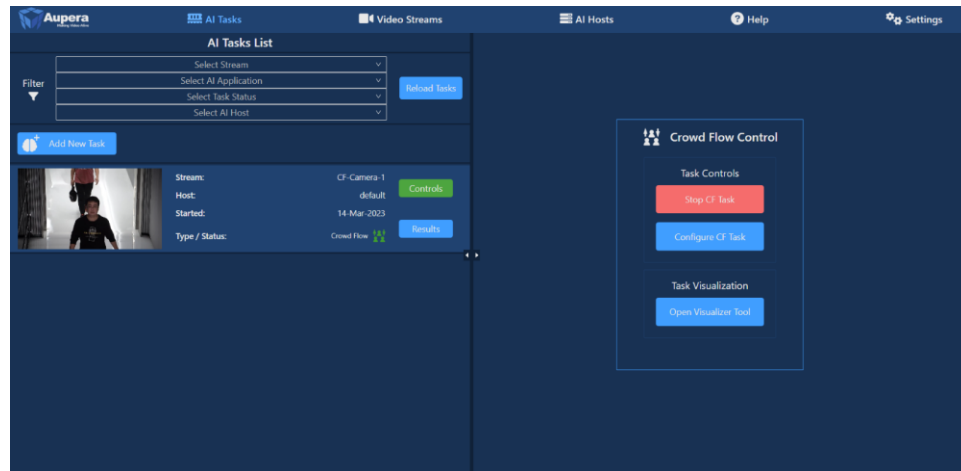 Aupera
AI Tasks
Video Streams
AI Hosts
Help
Settings
AI Tasks List
Filter
Select Stream
Select AI Application
Select Task Status
Select AI Host
Reload Tasks
Add New Task
Stream: CF-Camera-1
Host: default
Started: 14-Mar-2023
Type / Status: Crowd Flow
Controls
Results
Crowd Flow Control
Task Controls
Stop CF Task
Configure CF Task
Task Visualization
Open Visualizer Tool